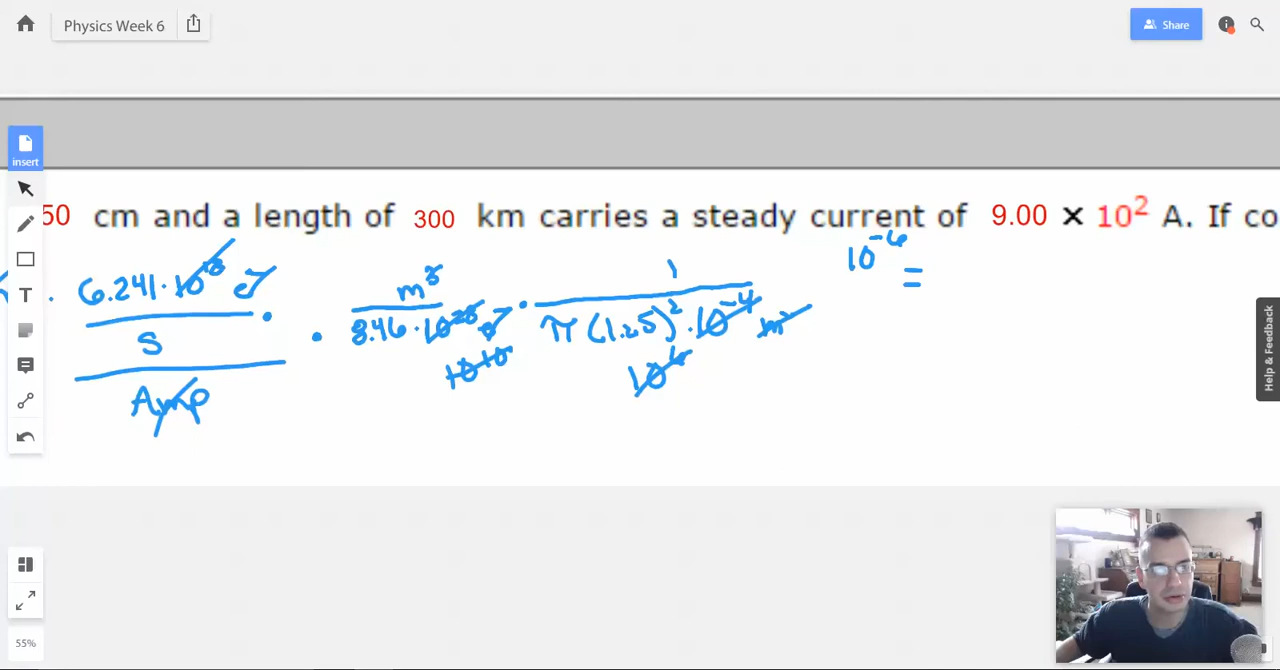 Physics Week 6
Share
insert
50 cm and a length of 300 km carries a steady current of 9.00 × 10² A. If co
10⁻⁶ =
· 6.241·10¹⁸ e⁻ · m³ · 1
S 8.46·10²⁸ e⁻ π (1.25)² · 10⁻⁴ m²
10¹⁰ 10⁶
Amp
T
Help & Feedback
55%